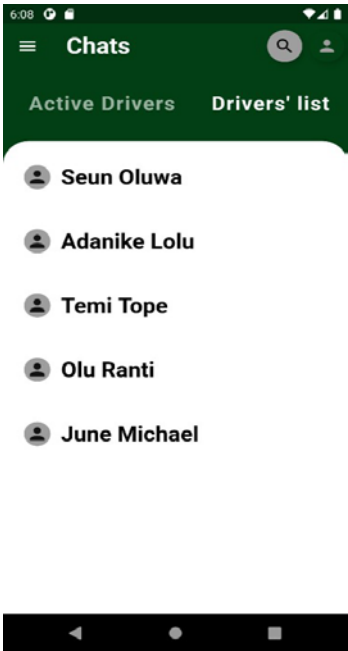 6:08
Chats
Active Drivers Drivers' list
Seun Oluwa
Adanike Lolu
Temi Tope
Olu Ranti
June Michael